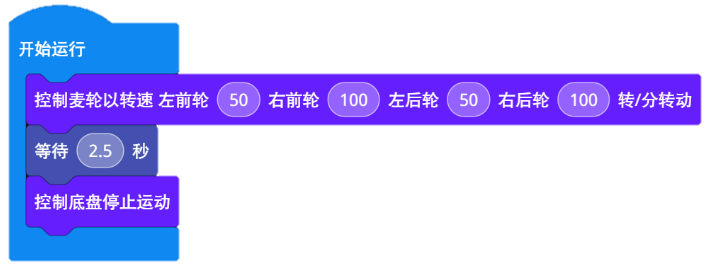 开始运行
控制麦轮以转速 左前轮 50 右前轮 100 左后轮 50 右后轮 100 转/分转动
等待 2.5 秒
控制底盘停止运动